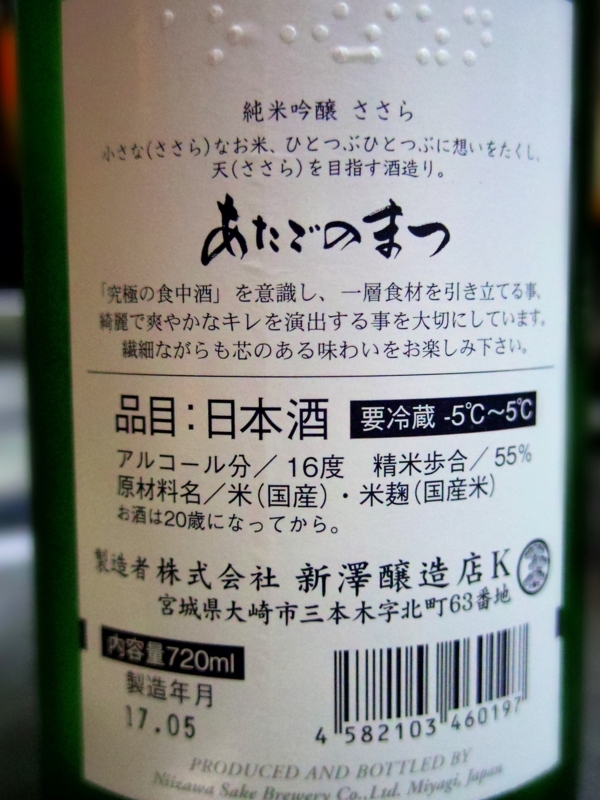 純米吟醸 ささら
小さな(ささら)なお米、ひとつぶひとつぶに想いをたくし、
天(ささら)を目指す酒造り。
あたごのまつ
「究極の食中酒」を意識し、一層食材を引き立てる事、
綺麗で爽やかなキレを演出する事を大切にしています。
繊細ながらも芯のある味わいをお楽しみ下さい。
品目:日本酒 要冷蔵 -5℃～5℃
アルコール分／16度 精米歩合／55%
原材料名／米(国産)・米麹(国産米)
お酒は20歳になってから。
製造者 株式会社 新澤醸造店K
宮城県大崎市三本木字北町63番地
内容量720ml
製造年月
17.05
4 582103 460197
PRODUCED AND BOTTLED BY
Niizawa Sake Brewery Co.,Ltd. Miyagi, Japan